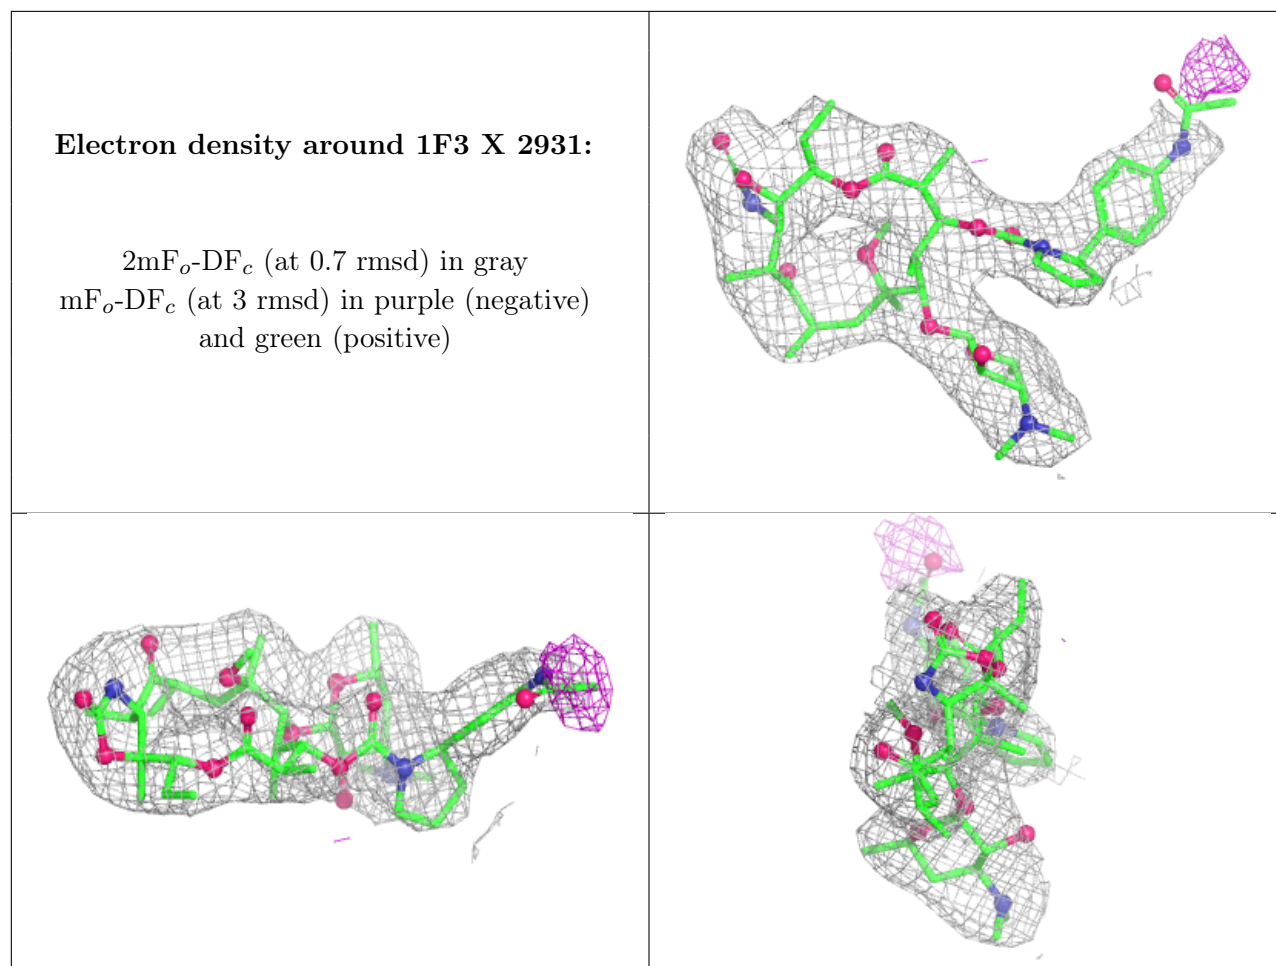 Electron density around 1F3 X 2931:
2mFo-DFc (at 0.7 rmsd) in gray
mFo-DFc (at 3 rmsd) in purple (negative)
and green (positive)